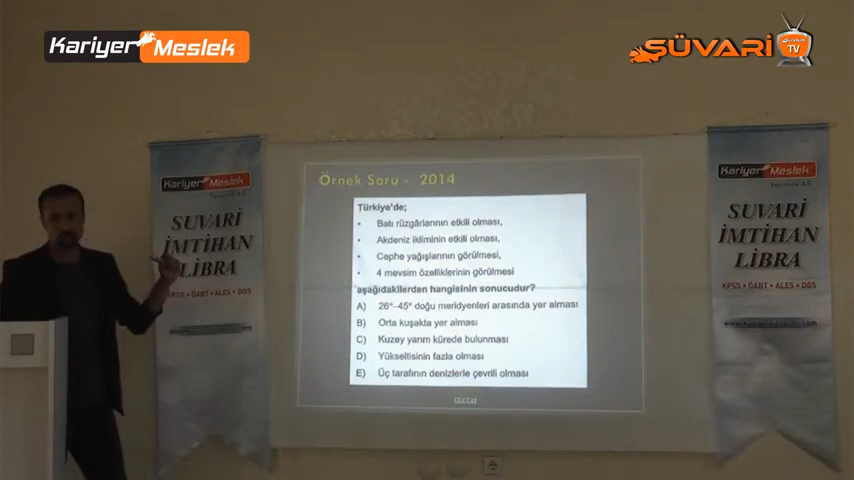 Kariyer Meslek
SÜVARİ
SÜVARİ
TV
Kariyer Meslek
SUVARİ
İMTİHAN
LİBRA
KPSS • ÖABT • ALES • DGS
Örnek Soru - 2014
Türkiye'de;
• Batı rüzgârlarının etkili olması,
• Akdeniz ikliminin etkili olması,
• Cephe yağışlarının görülmesi,
• 4 mevsim özelliklerinin görülmesi
aşağıdakilerden hangisinin sonucudur?
A) 26°-45° doğu meridyenleri arasında yer alması
B) Orta kuşakta yer alması
C) Kuzey yarım kürede bulunması
D) Yükseltisinin fazla olması
E) Üç tarafının denizlerle çevrili olması
Kariyer Meslek
SUVARİ
İMTİHAN
LİBRA
KPSS • ÖABT • ALES • DGS